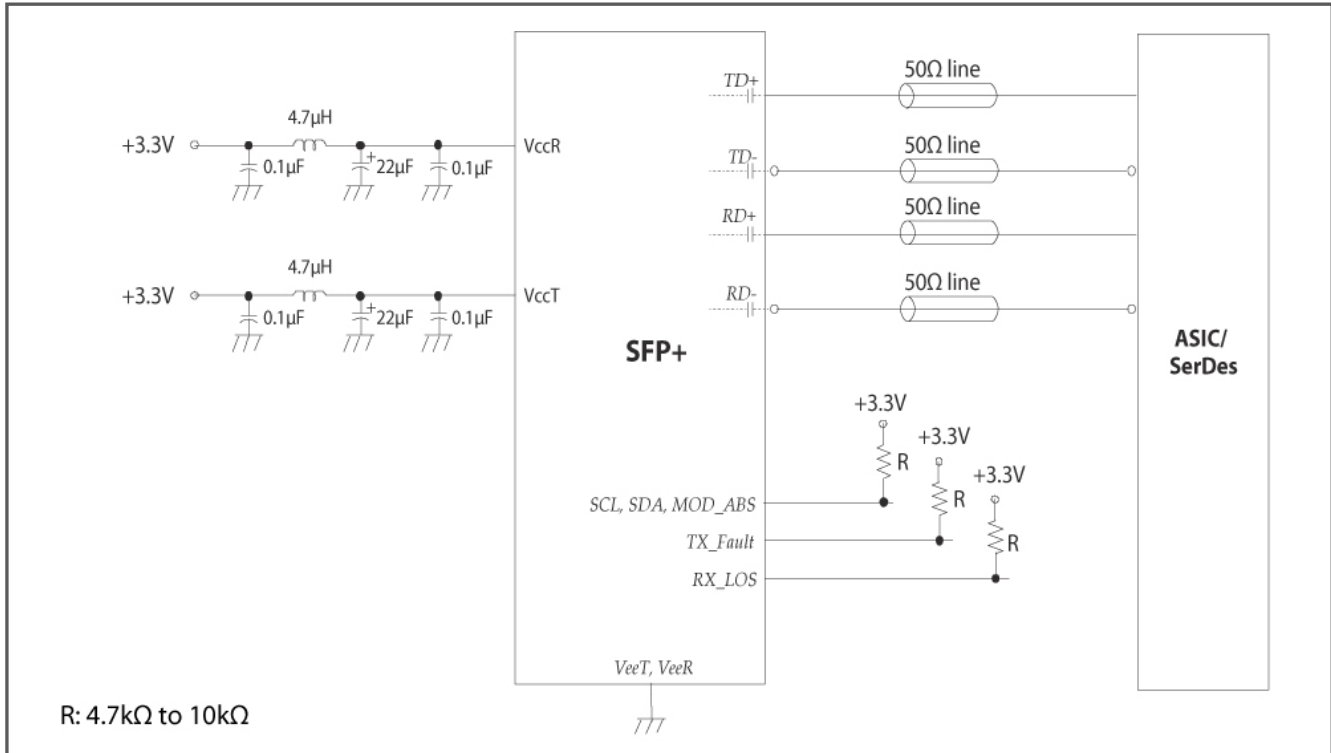 TD+
50Ω line
4.7μH
+3.3V
VccR
0.1μF
22μF
+
0.1μF
TD-
50Ω line
RD+
50Ω line
4.7μH
+3.3V
VccT
0.1μF
22μF
+
0.1μF
RD-
50Ω line
SFP+
ASIC/
SerDes
+3.3V
R
+3.3V
R
+3.3V
R
SCL, SDA, MOD_ABS
TX_Fault
RX_LOS
VeeT, VeeR
R: 4.7kΩ to 10kΩ